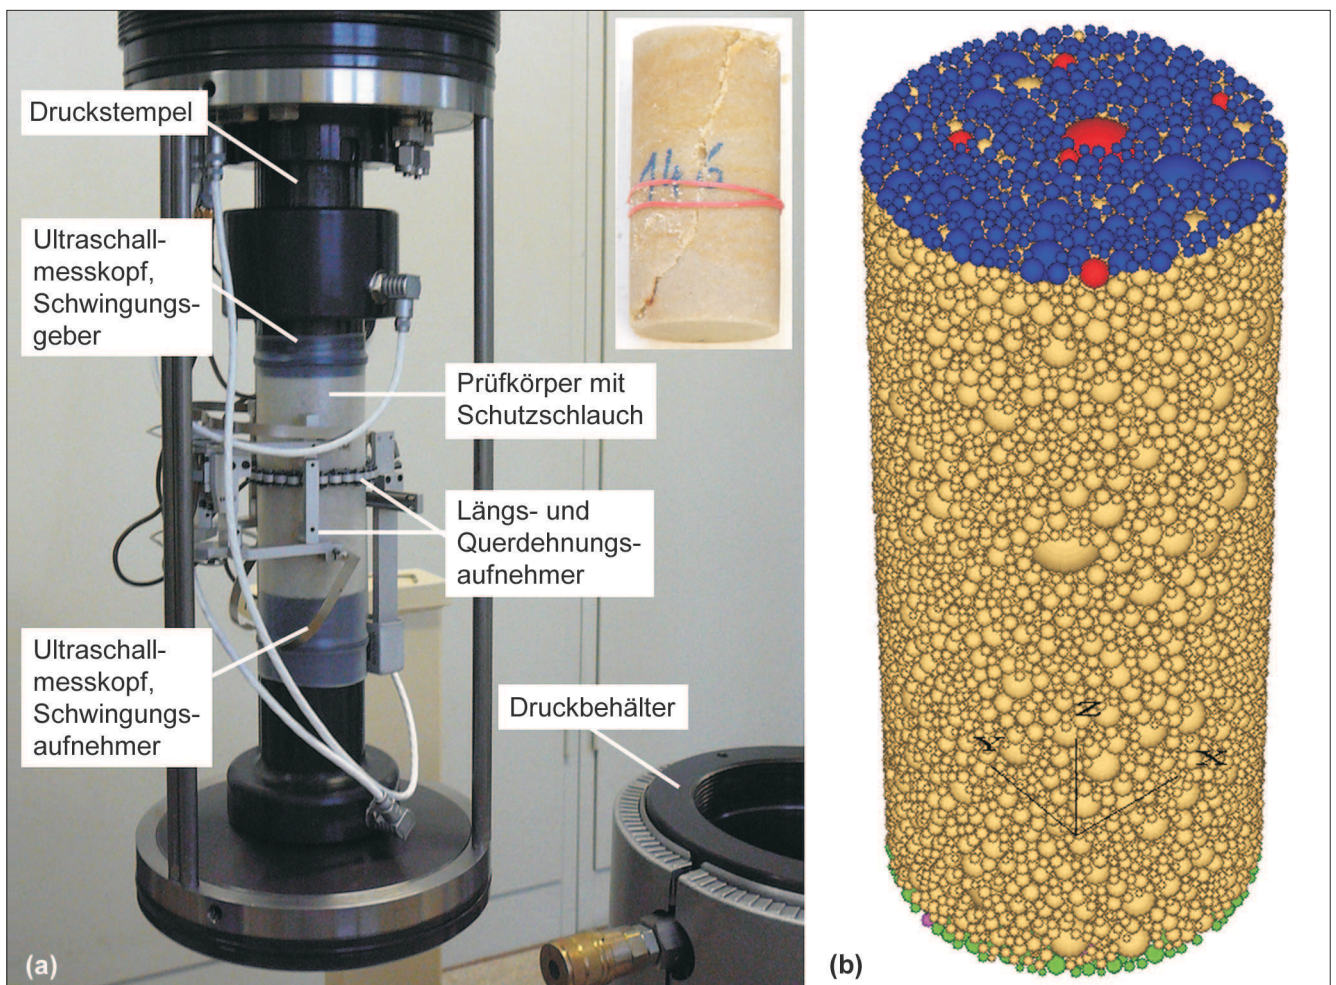 Druckstempel
Ultraschall-
messkopf,
Schwingungs-
geber
Prüfkörper mit
Schutzschlauch
Längs- und
Querdehnungs-
aufnehmer
Ultraschall-
messkopf,
Schwingungs-
aufnehmer
Druckbehälter
(a)
Z
Y
X
(b)